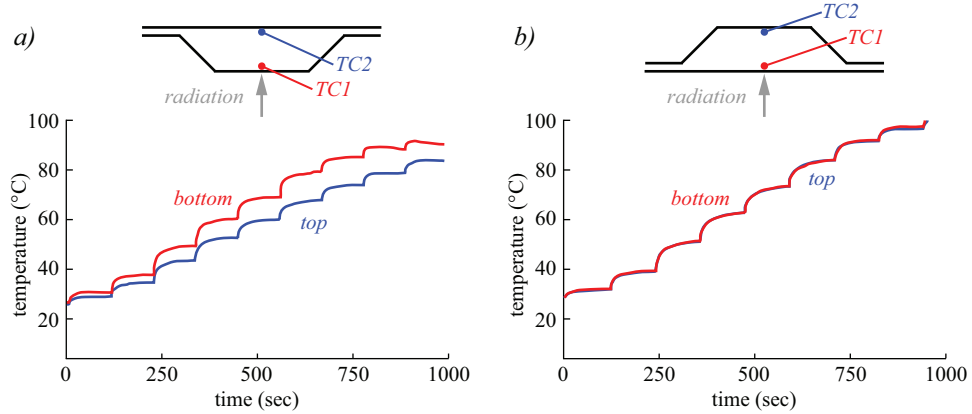 a)
TC2
TC1
radiation
100
80
60
40
20
temperature (°C)
bottom
top
0
250
500
750
1000
time (sec)
b)
TC2
TC1
radiation
100
80
60
40
20
temperature (°C)
bottom
top
0
250
500
750
1000
time (sec)